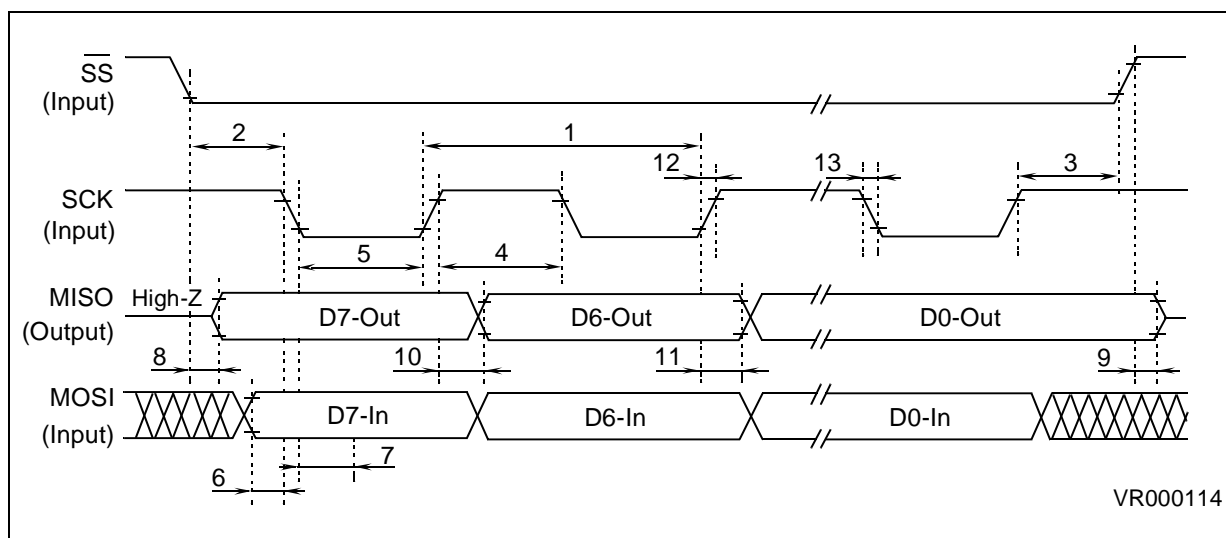 SS
(Input)
2
1
12
13
3
SCK
(Input)
5
4
MISO
(Output)
High-Z
D7-Out
D6-Out
D0-Out
8
10
11
9
MOSI
(Input)
D7-In
D6-In
D0-In
7
6
VR000114